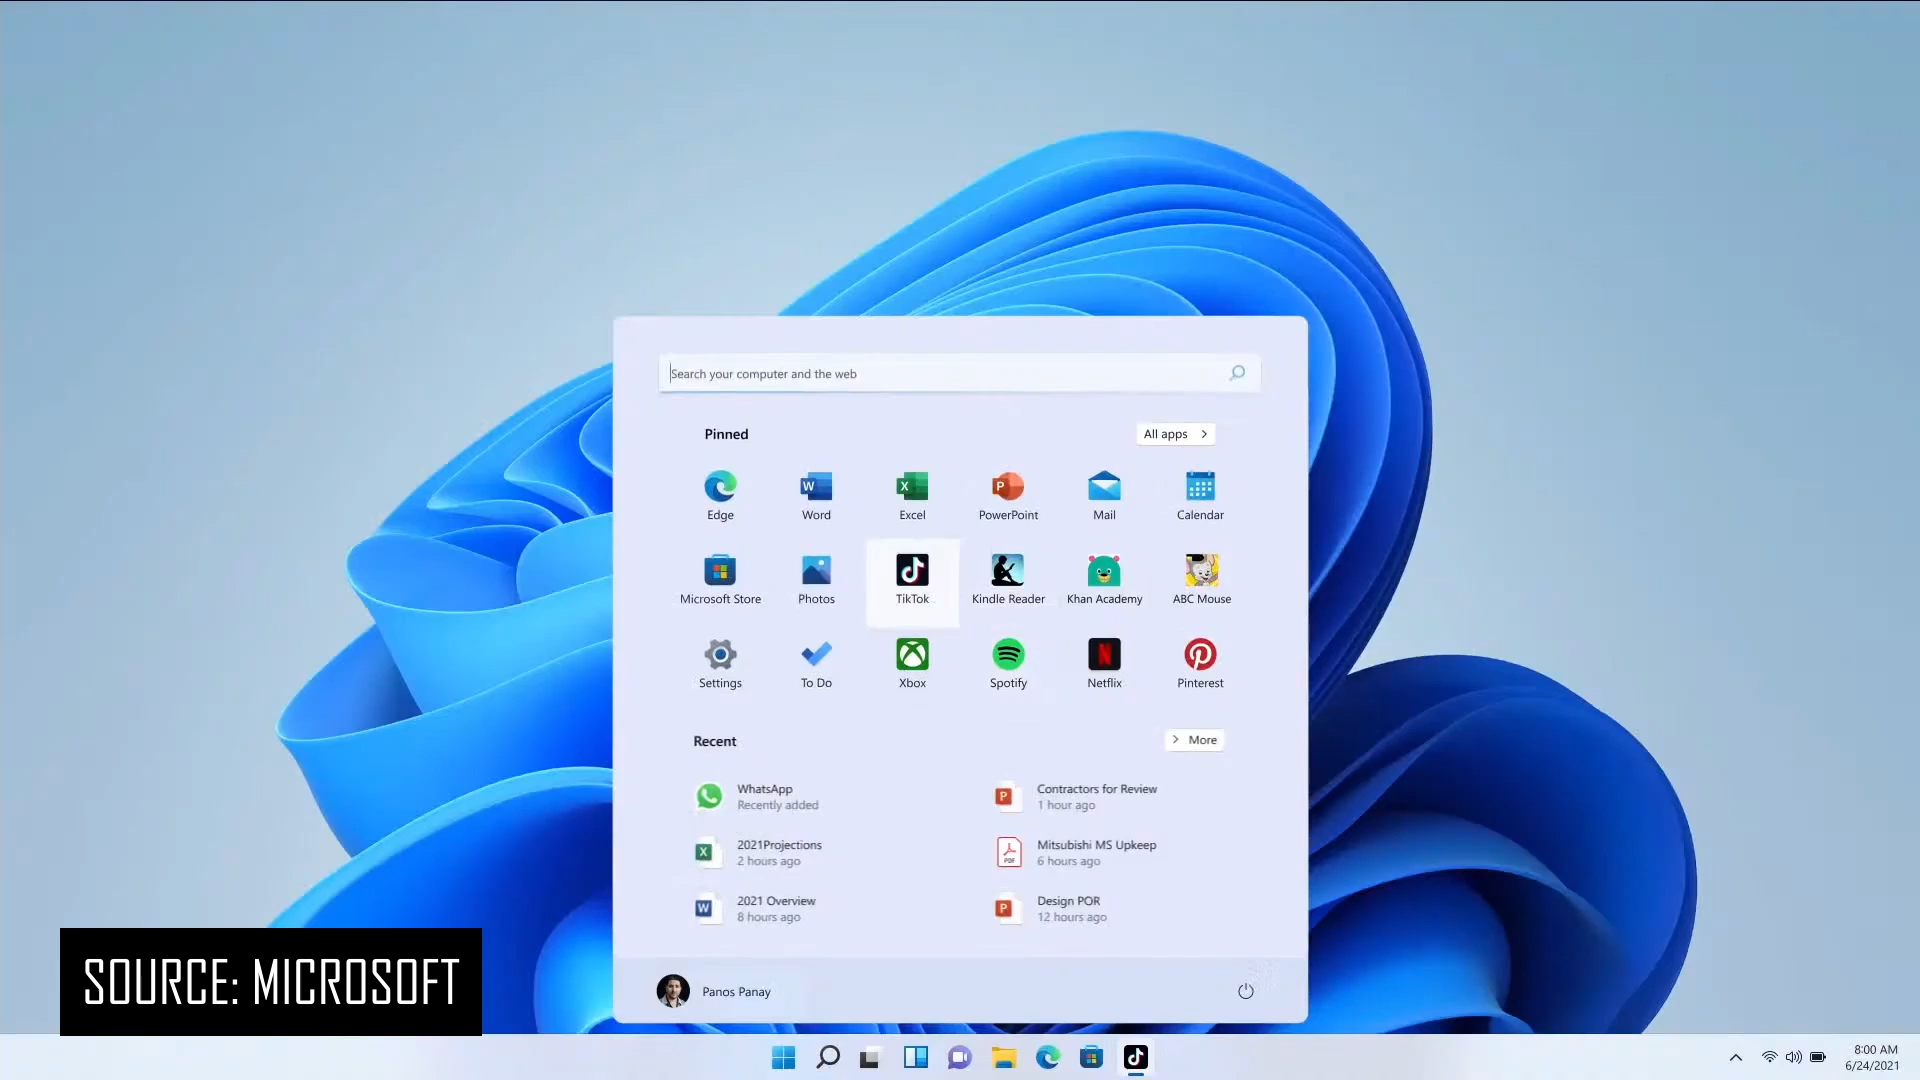 Search your computer and the web
Pinned
All apps
Edge
Word
Excel
PowerPoint
Mail
Calendar
Microsoft Store
Photos
TikTok
Kindle Reader
Khan Academy
ABC Mouse
Settings
To Do
Xbox
Spotify
Netflix
Pinterest
Recent
More
WhatsApp
Recently added
Contractors for Review
1 hour ago
2021Projections
2 hours ago
Mitsubishi MS Upkeep
6 hours ago
2021 Overview
8 hours ago
Design POR
12 hours ago
Panos Panay
SOURCE: MICROSOFT
8:00 AM
6/24/2021